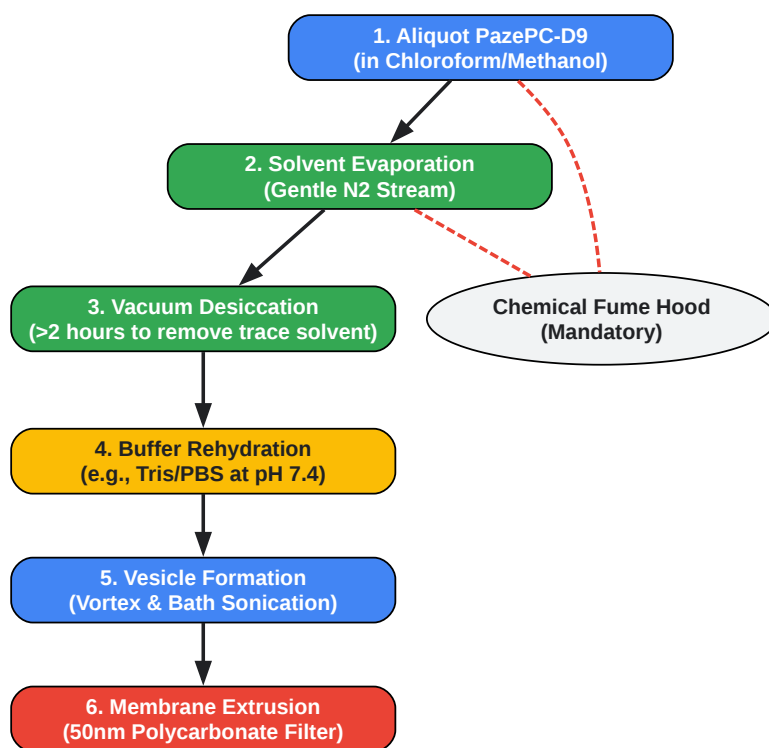 1. Aliquot PazePC-D9
(in Chloroform/Methanol)
2. Solvent Evaporation
(Gentle N2 Stream)
3. Vacuum Desiccation
(>2 hours to remove trace solvent)
Chemical Fume Hood
(Mandatory)
4. Buffer Rehydration
(e.g., Tris/PBS at pH 7.4)
5. Vesicle Formation
(Vortex & Bath Sonication)
6. Membrane Extrusion
(50nm Polycarbonate Filter)